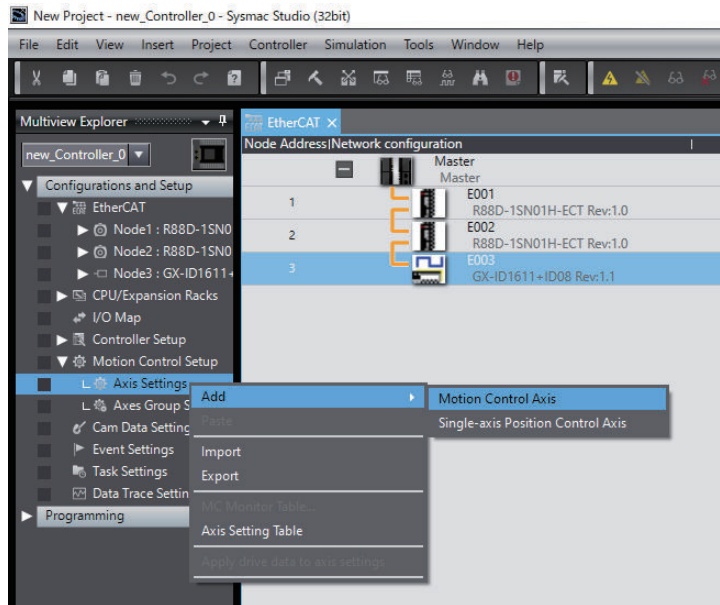 New Project - new_Controller_0 - Sysmac Studio (32bit)
File Edit View Insert Project Controller Simulation Tools Window Help
Multiview Explorer
new_Controller_0
Configurations and Setup
EtherCAT
Node1 : R88D-1SN0
Node2 : R88D-1SN0
Node3 : GX-ID1611+
CPU/Expansion Racks
I/O Map
Controller Setup
Motion Control Setup
Axis Settings
Axes Group S
Cam Data Setting
Event Settings
Task Settings
Data Trace Settin
Programming
EtherCAT
Node Address|Network configuration
Master
Master
1
E001
R88D-1SN01H-ECT Rev:1.0
2
E002
R88D-1SN01H-ECT Rev:1.0
3
E003
GX-ID1611+ID08 Rev:1.1
Add
Paste
Import
Export
MC Monitor Table...
Axis Setting Table
Apply drive data to axis settings
Motion Control Axis
Single-axis Position Control Axis